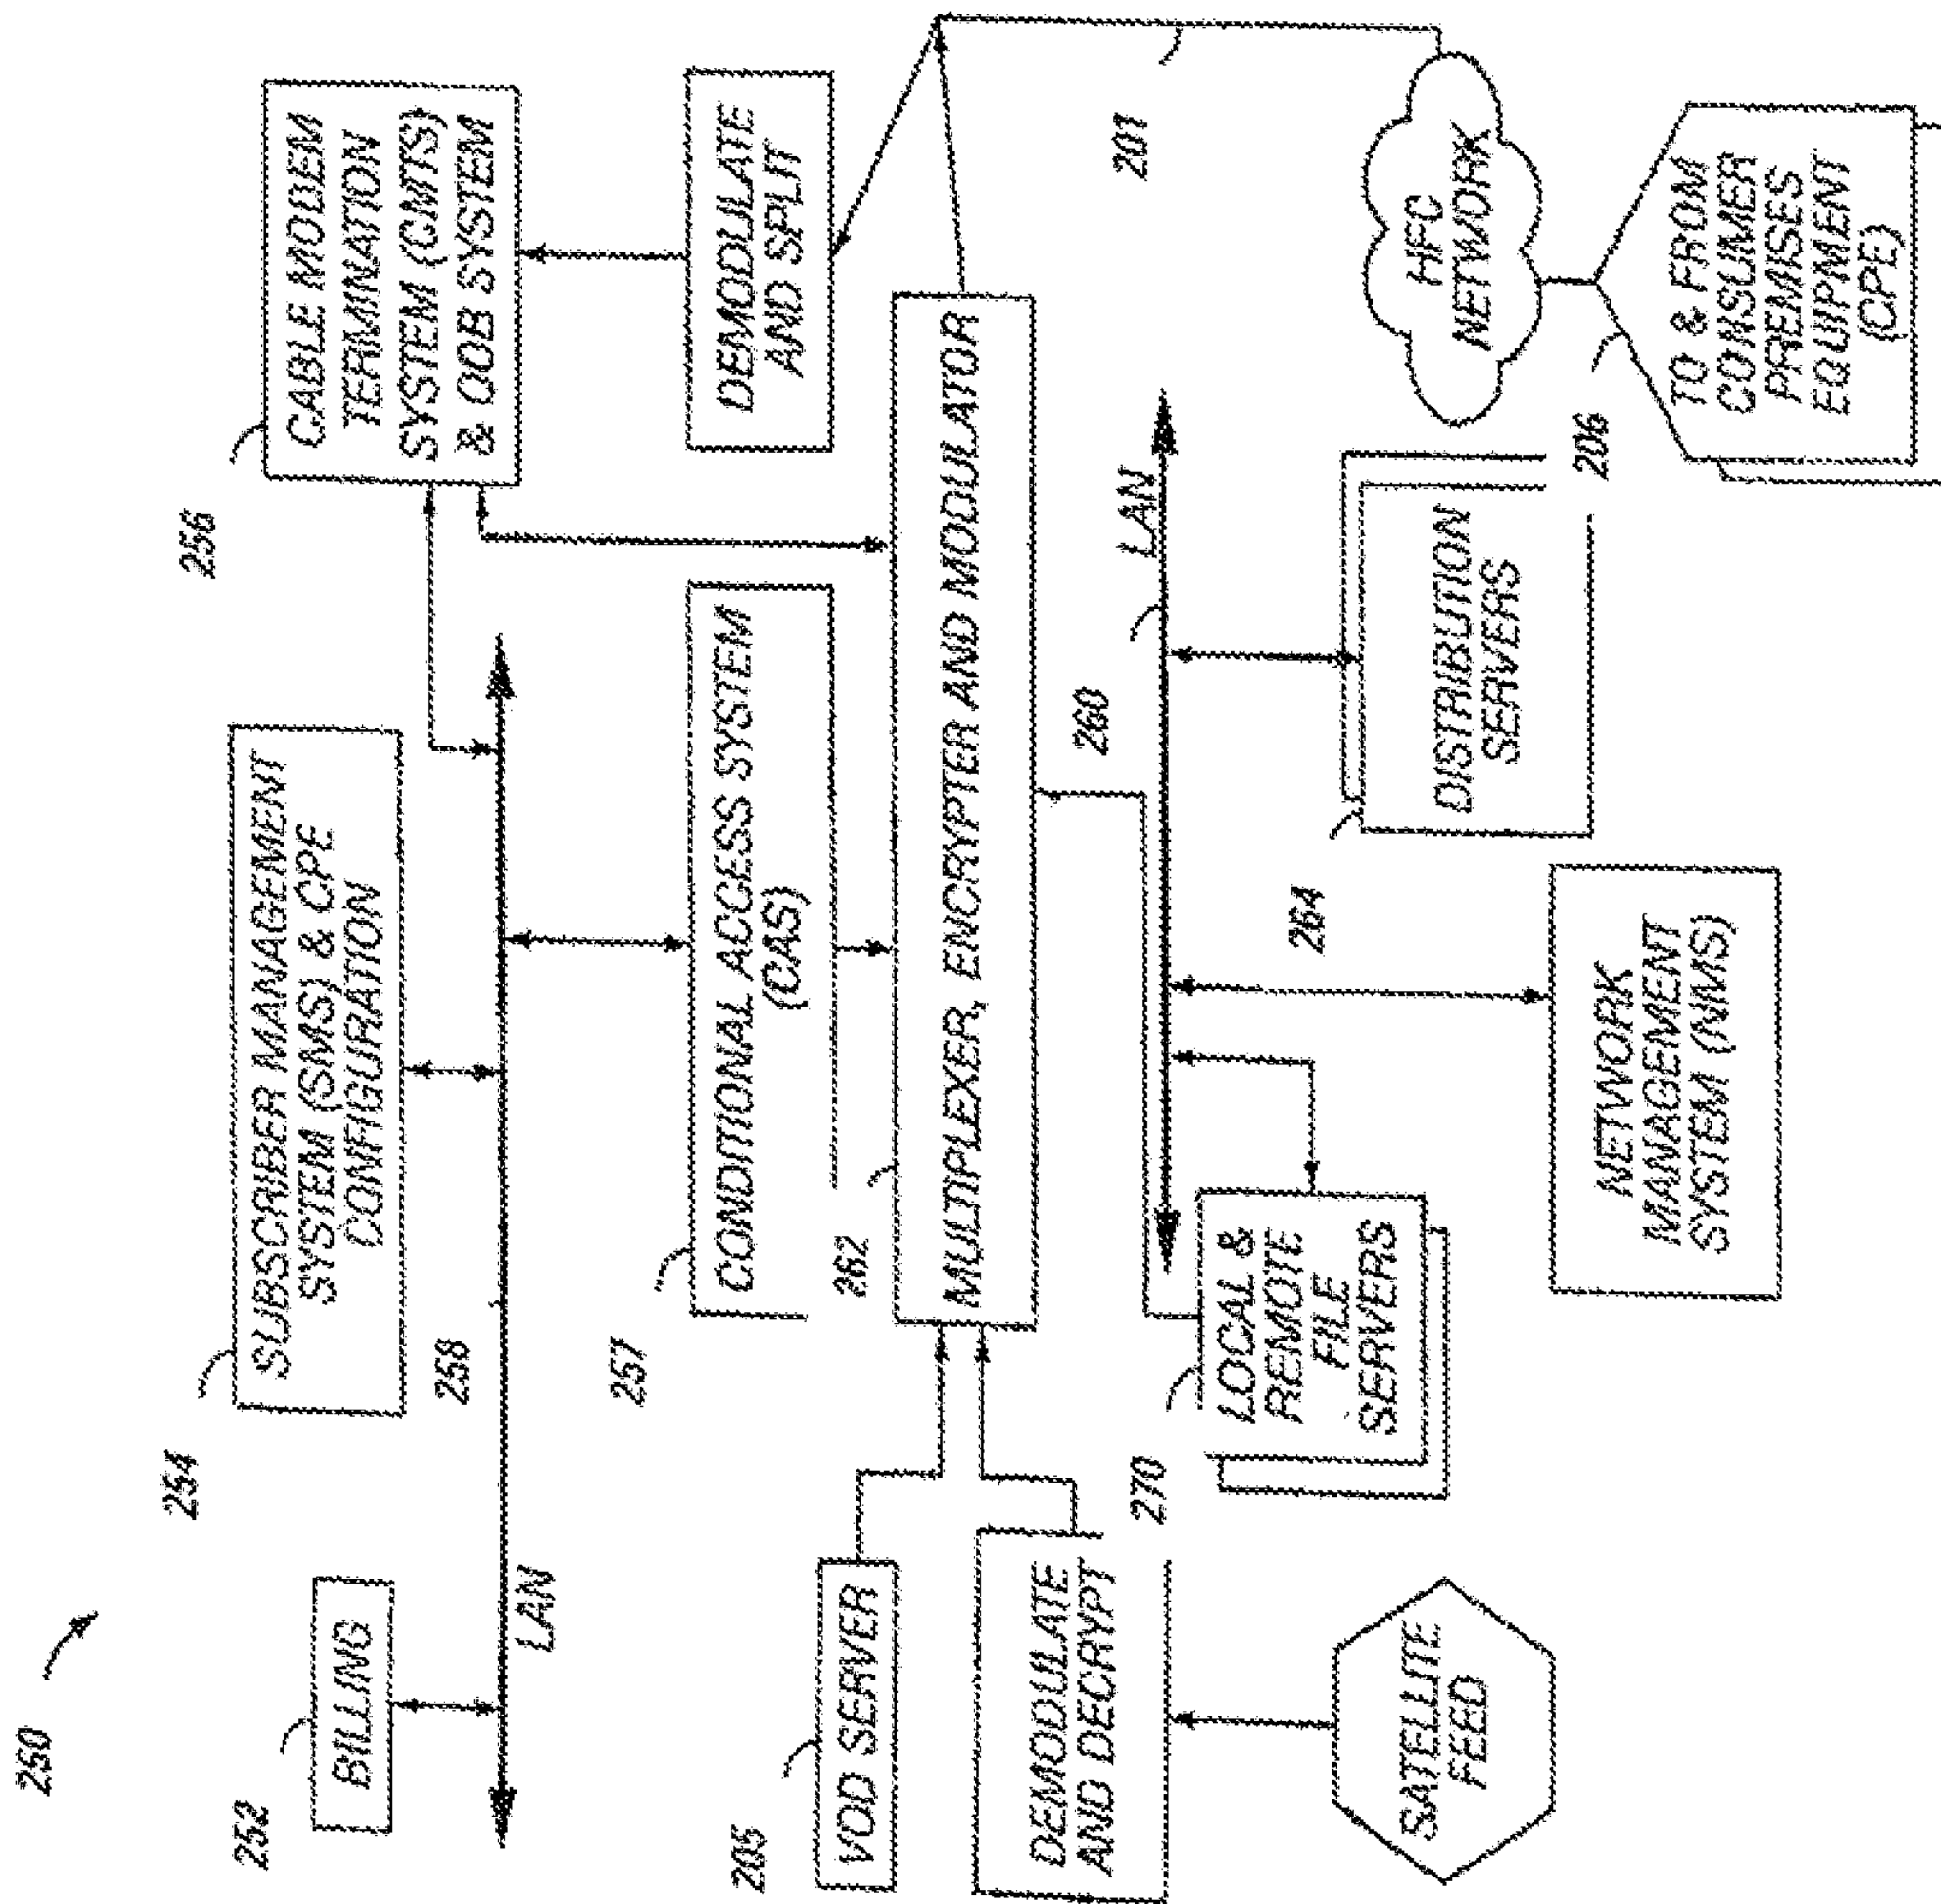 250
252
BILLING
254
SUBSCRIBER MANAGEMENT
SYSTEM (SMS) & CPE
CONFIGURATION
256
CABLE MODEM
TERMINATION
SYSTEM (CMTS)
& OOB SYSTEM
258
LAN
257
CONDITIONAL ACCESS SYSTEM
(CAS)
DEMODULATE
AND SPLIT
205
VOD SERVER
262
MULTIPLEXER, ENCRYPTER AND MODULATOR
DEMODULATE
AND DECRYPT
260
LAN
201
270
LOCAL &
REMOTE
FILE
SERVERS
264
DISTRIBUTION
SERVERS
HFC
NETWORK
SATELLITE
FEED
NETWORK
MANAGEMENT
SYSTEM (NMS)
206
TO & FROM
CONSUMER
PREMISES
EQUIPMENT
(CPE)